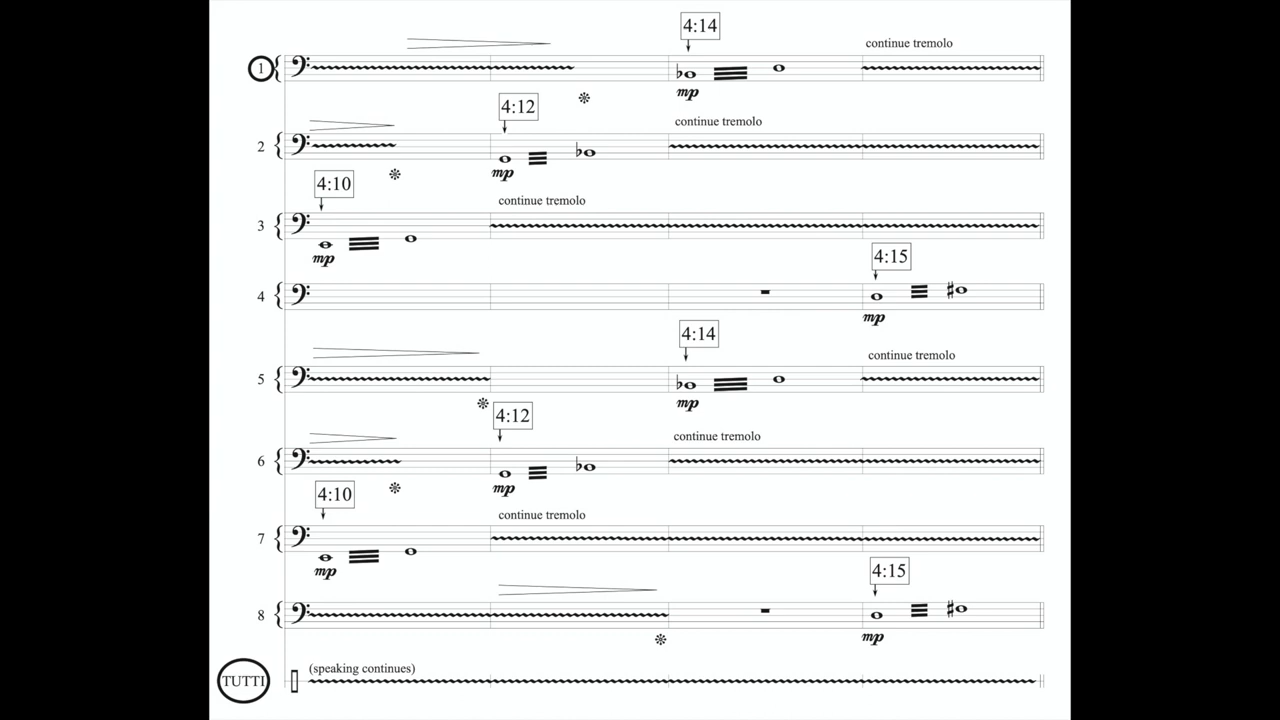 4:14
continue tremolo
1
mp
4:12
continue tremolo
2
mp
4:10
continue tremolo
3
mp
4:15
4
mp
4:14
continue tremolo
5
mp
4:12
continue tremolo
6
mp
4:10
continue tremolo
7
mp
4:15
8
mp
(speaking continues)
TUTTI